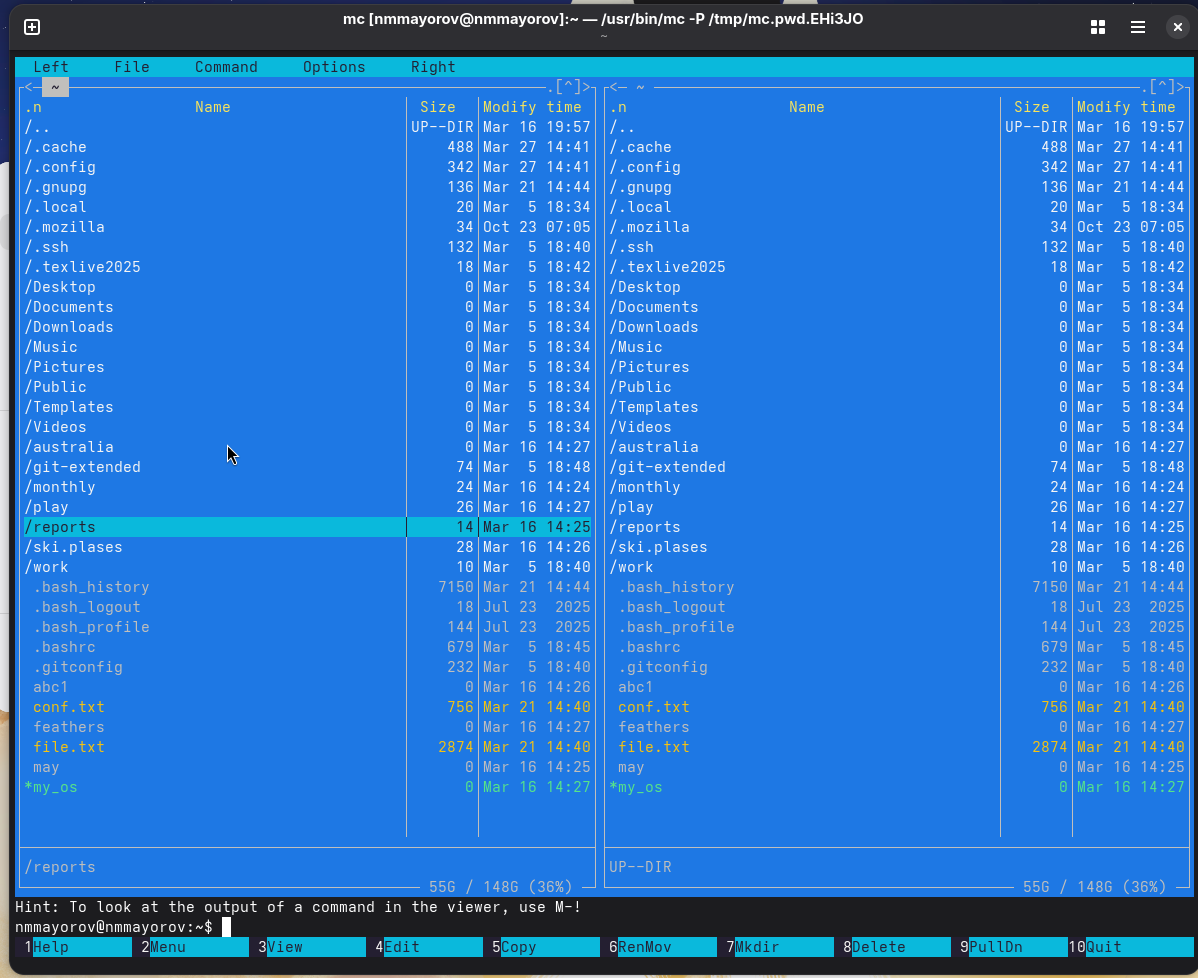 mc [nmmayorov@nmmayorov]:~ — /usr/bin/mc -P /tmp/mc.pwd.EHi3JO
~
Left File Command Options Right
<─ ~ .[^]> <─ ~ .[^]>
.n Name Size Modify time .n Name Size Modify time
/.. UP--DIR Mar 16 19:57 /.. UP--DIR Mar 16 19:57
/.cache 488 Mar 27 14:41 /.cache 488 Mar 27 14:41
/.config 342 Mar 27 14:41 /.config 342 Mar 27 14:41
/.gnupg 136 Mar 21 14:44 /.gnupg 136 Mar 21 14:44
/.local 20 Mar 5 18:34 /.local 20 Mar 5 18:34
/.mozilla 34 Oct 23 07:05 /.mozilla 34 Oct 23 07:05
/.ssh 132 Mar 5 18:40 /.ssh 132 Mar 5 18:40
/.texlive2025 18 Mar 5 18:42 /.texlive2025 18 Mar 5 18:42
/Desktop 0 Mar 5 18:34 /Desktop 0 Mar 5 18:34
/Documents 0 Mar 5 18:34 /Documents 0 Mar 5 18:34
/Downloads 0 Mar 5 18:34 /Downloads 0 Mar 5 18:34
/Music 0 Mar 5 18:34 /Music 0 Mar 5 18:34
/Pictures 0 Mar 5 18:34 /Pictures 0 Mar 5 18:34
/Public 0 Mar 5 18:34 /Public 0 Mar 5 18:34
/Templates 0 Mar 5 18:34 /Templates 0 Mar 5 18:34
/Videos 0 Mar 5 18:34 /Videos 0 Mar 5 18:34
/australia 0 Mar 16 14:27 /australia 0 Mar 16 14:27
/git-extended 74 Mar 5 18:48 /git-extended 74 Mar 5 18:48
/monthly 24 Mar 16 14:24 /monthly 24 Mar 16 14:24
/play 26 Mar 16 14:27 /play 26 Mar 16 14:27
/reports 14 Mar 16 14:25 /reports 14 Mar 16 14:25
/ski.plases 28 Mar 16 14:26 /ski.plases 28 Mar 16 14:26
/work 10 Mar 5 18:40 /work 10 Mar 5 18:40
.bash_history 7150 Mar 21 14:44 .bash_history 7150 Mar 21 14:44
.bash_logout 18 Jul 23 2025 .bash_logout 18 Jul 23 2025
.bash_profile 144 Jul 23 2025 .bash_profile 144 Jul 23 2025
.bashrc 679 Mar 5 18:45 .bashrc 679 Mar 5 18:45
.gitconfig 232 Mar 5 18:40 .gitconfig 232 Mar 5 18:40
abc1 0 Mar 16 14:26 abc1 0 Mar 16 14:26
conf.txt 756 Mar 21 14:40 conf.txt 756 Mar 21 14:40
feathers 0 Mar 16 14:27 feathers 0 Mar 16 14:27
file.txt 2874 Mar 21 14:40 file.txt 2874 Mar 21 14:40
may 0 Mar 16 14:25 may 0 Mar 16 14:25
*my_os 0 Mar 16 14:27 *my_os 0 Mar 16 14:27
/reports UP--DIR
55G / 148G (36%) 55G / 148G (36%)
Hint: To look at the output of a command in the viewer, use M-!
nmmayorov@nmmayorov:~$
1Help 2Menu 3View 4Edit 5Copy 6RenMov 7Mkdir 8Delete 9PullDn 10Quit